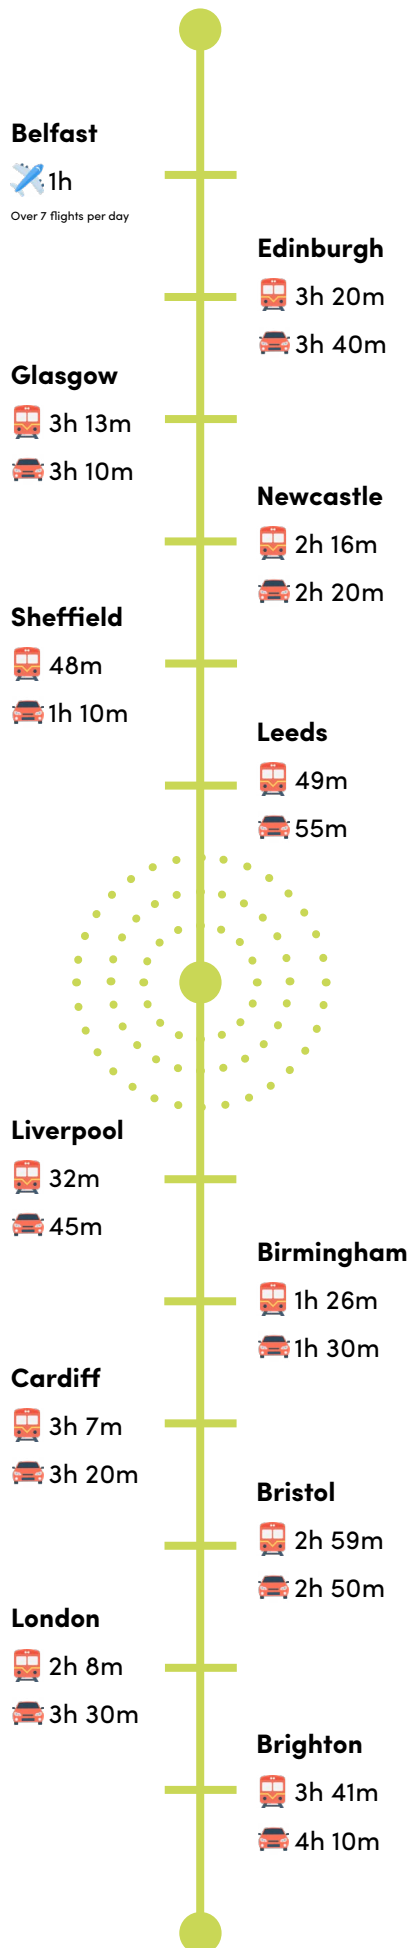 Belfast
1h
Over 7 flights per day
Edinburgh
3h 20m
3h 40m
Glasgow
3h 13m
3h 10m
Newcastle
2h 16m
2h 20m
Sheffield
48m
1h 10m
Leeds
49m
55m
Liverpool
32m
45m
Birmingham
1h 26m
1h 30m
Cardiff
3h 7m
3h 20m
Bristol
2h 59m
2h 50m
London
2h 8m
3h 30m
Brighton
3h 41m
4h 10m